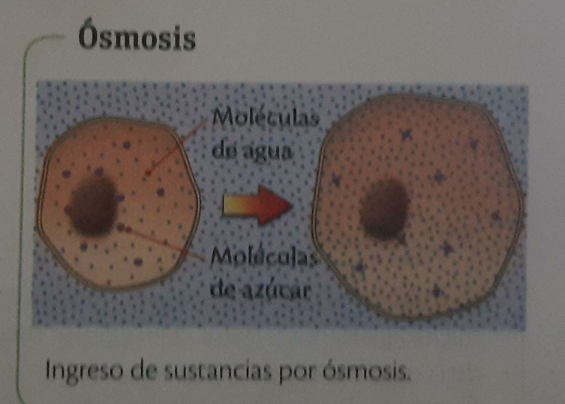 Ósmosis
Moléculas
de agua
Moléculas
de azúcar
Ingreso de sustancias por ósmosis.